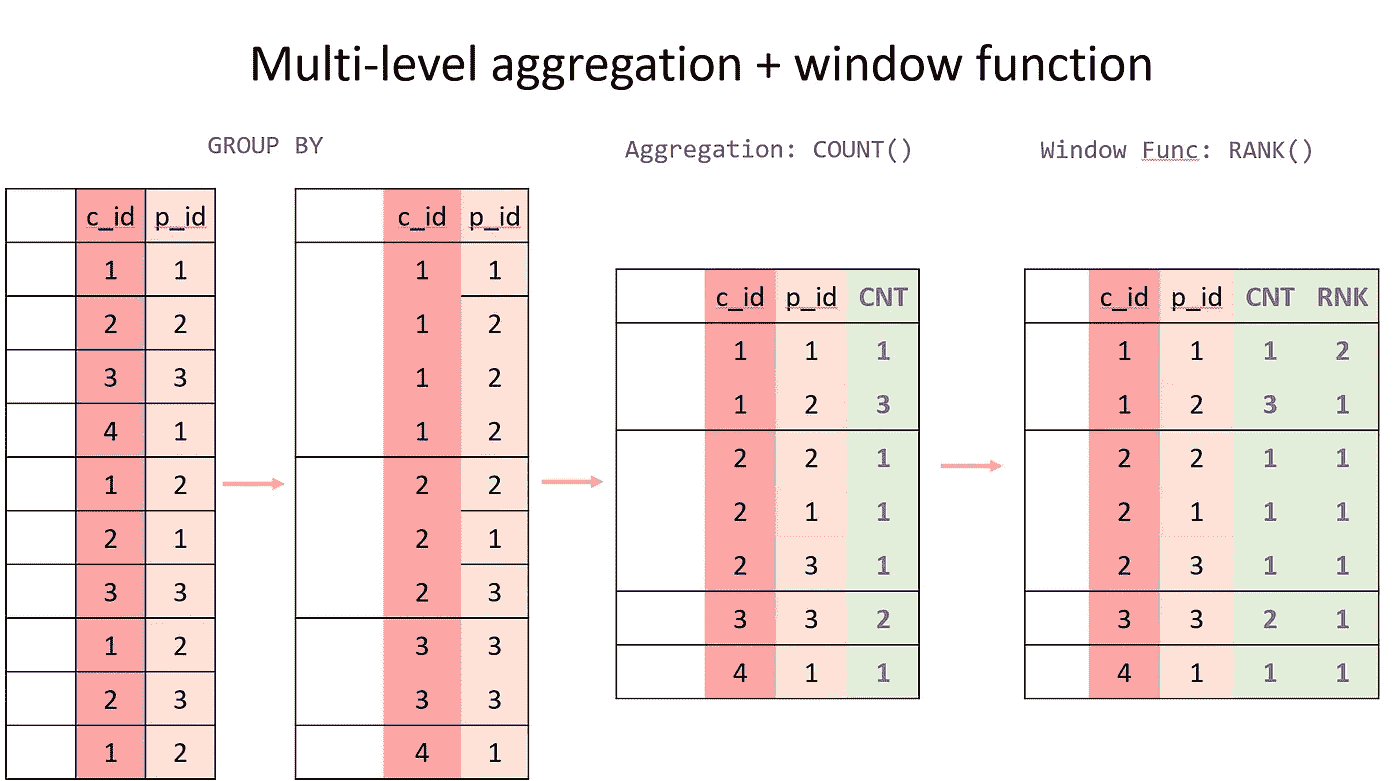 Multi-level aggregation + window function
GROUP BY
c_id p_id
1 1
2 2
3 3
4 1
1 2
2 1
3 3
1 2
2 3
1 2
c_id p_id
1 1
1 2
1 2
1 2
2 2
2 1
2 3
3 3
3 3
4 1
Aggregation: COUNT()
c_id p_id CNT
1 1 1
1 2 3
2 2 1
2 1 1
2 3 1
3 3 2
4 1 1
Window Func: RANK()
c_id p_id CNT RNK
1 1 1 2
1 2 3 1
2 2 1 1
2 1 1 1
2 3 1 1
3 3 2 1
4 1 1 1